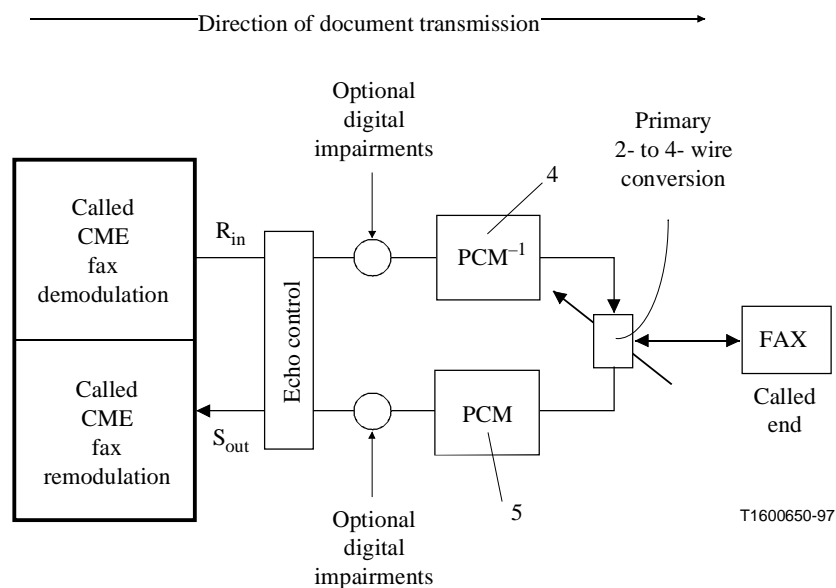 Direction of document transmission
Optional
digital
impairments
Primary
2- to 4- wire
conversion
4
Called
CME
fax
demodulation
R_in
PCM⁻¹
Echo control
FAX
Called
end
Called
CME
fax
remodulation
S_out
PCM
5
Optional
digital
impairments
T1600650-97